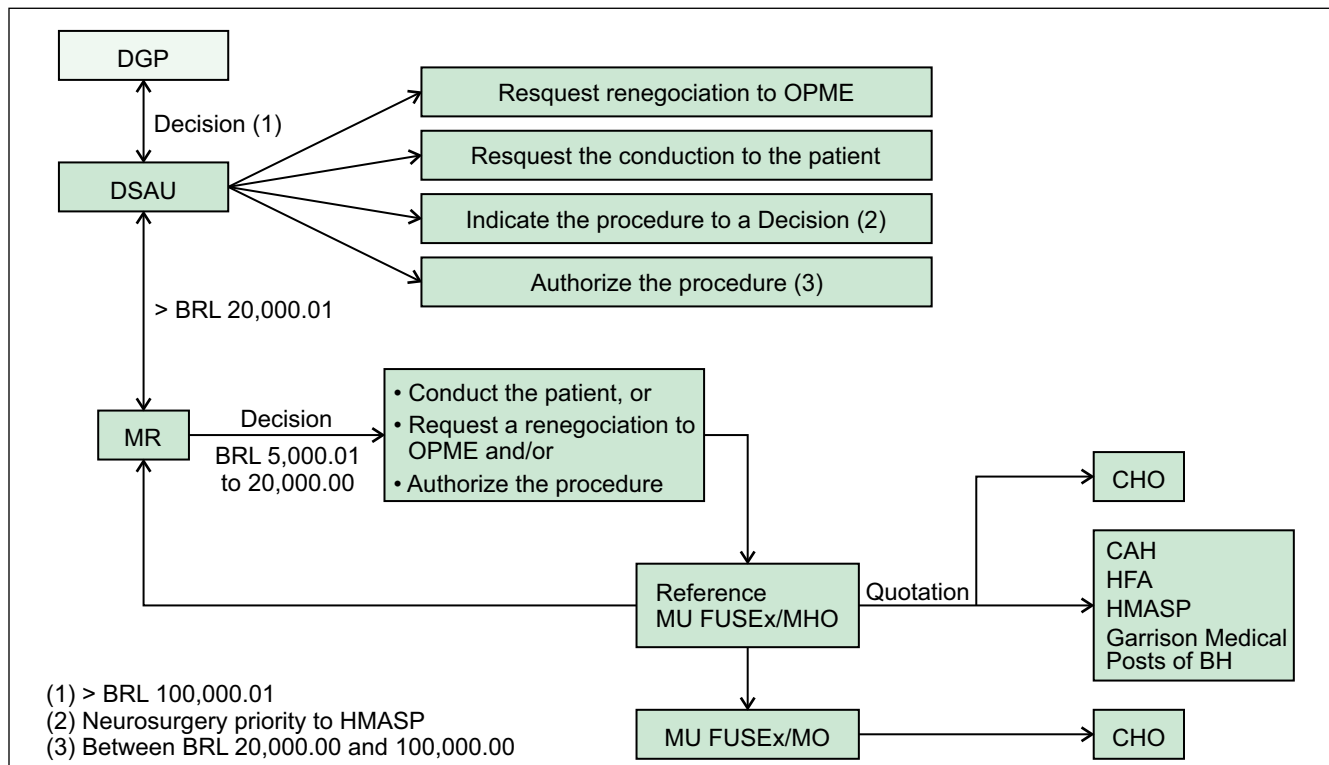 DGP
Decision (1)
DSAU
Resquest renegociation to OPME
Resquest the conduction to the patient
Indicate the procedure to a Decision (2)
Authorize the procedure (3)
> BRL 20,000.01
MR
Decision
BRL 5,000.01
to 20,000.00
• Conduct the patient, or
• Request a renegociation to
OPME and/or
• Authorize the procedure
CHO
Reference
MU FUSEx/MHO
Quotation
CAH
HFA
HMASP
Garrison Medical
Posts of BH
MU FUSEx/MO
CHO
(1) > BRL 100,000.01
(2) Neurosurgery priority to HMASP
(3) Between BRL 20,000.00 and 100,000.00